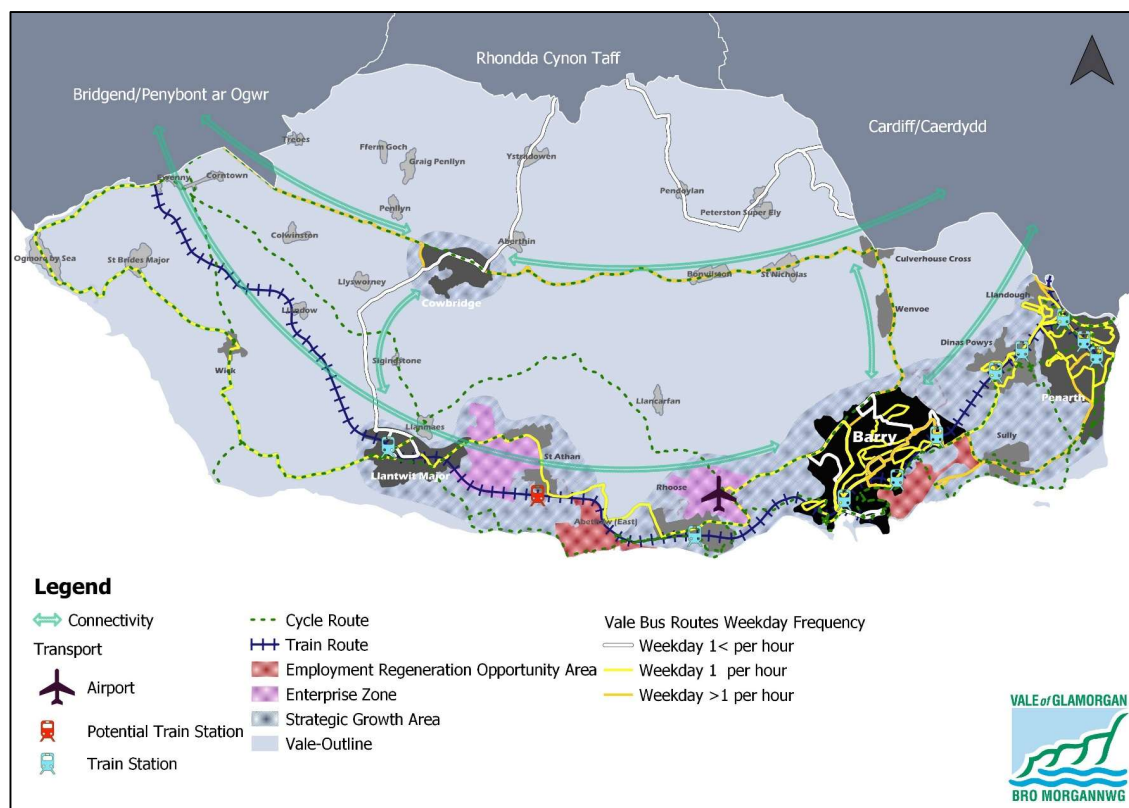 Rhondda Cynon Taff
Bridgend/Penybont ar Ogwr
Cardiff/Caerdydd
Treoes
Fferm Goch
Graig Penllyn
Ystradowen
Ewenny
Corntown
Pendoylan
Penllyn
Peterston Super Ely
Colwinston
Aberthin
Ogmore by Sea
St Brides Major
Culverhouse Cross
Bonvilston
St Nicholas
Llysworney
Cowbridge
Llandough
Llandow
Wenvoe
Dinas Powys
Sigingstone
Wick
Llancarfan
Penarth
Llanmaes
Barry
Sully
St Athan
Llantwit Major
Rhoose
Aberthaw (East)
Legend
Connectivity
Transport
Airport
Potential Train Station
Train Station
Cycle Route
Train Route
Employment Regeneration Opportunity Area
Enterprise Zone
Strategic Growth Area
Vale-Outline
Vale Bus Routes Weekday Frequency
Weekday 1< per hour
Weekday 1 per hour
Weekday >1 per hour
VALE of GLAMORGAN
BRO MORGANNWG